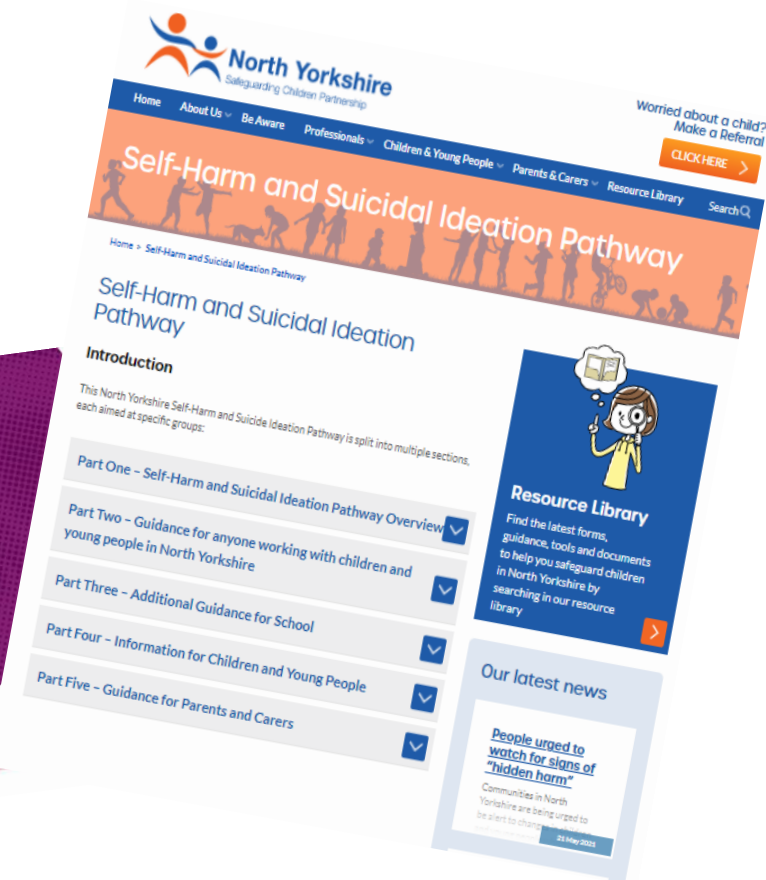 North Yorkshire
Safeguarding Children Partnership
Worried about a child?
Make a Referral
CLICK HERE
Home About Us Be Aware Professionals Children & Young People Parents & Carers Resource Library Search
Self-Harm and Suicidal Ideation Pathway
Home > Self-Harm and Suicidal Ideation Pathway
Self-Harm and Suicidal Ideation
Pathway
Introduction
This North Yorkshire Self-Harm and Suicide Ideation Pathway is split into multiple sections,
each aimed at specific groups:
Part One – Self-Harm and Suicidal Ideation Pathway Overview
Part Two – Guidance for anyone working with children and
young people in North Yorkshire
Part Three – Additional Guidance for School
Part Four – Information for Children and Young People
Part Five – Guidance for Parents and Carers
Resource Library
Find the latest forms,
guidance, tools and documents
to help you safeguard children
in North Yorkshire by
searching in our resource
library
Our latest news
People urged to
watch for signs of
"hidden harm"
Communities in North
Yorkshire are being urged to
be alert to changes in
21 May 2021